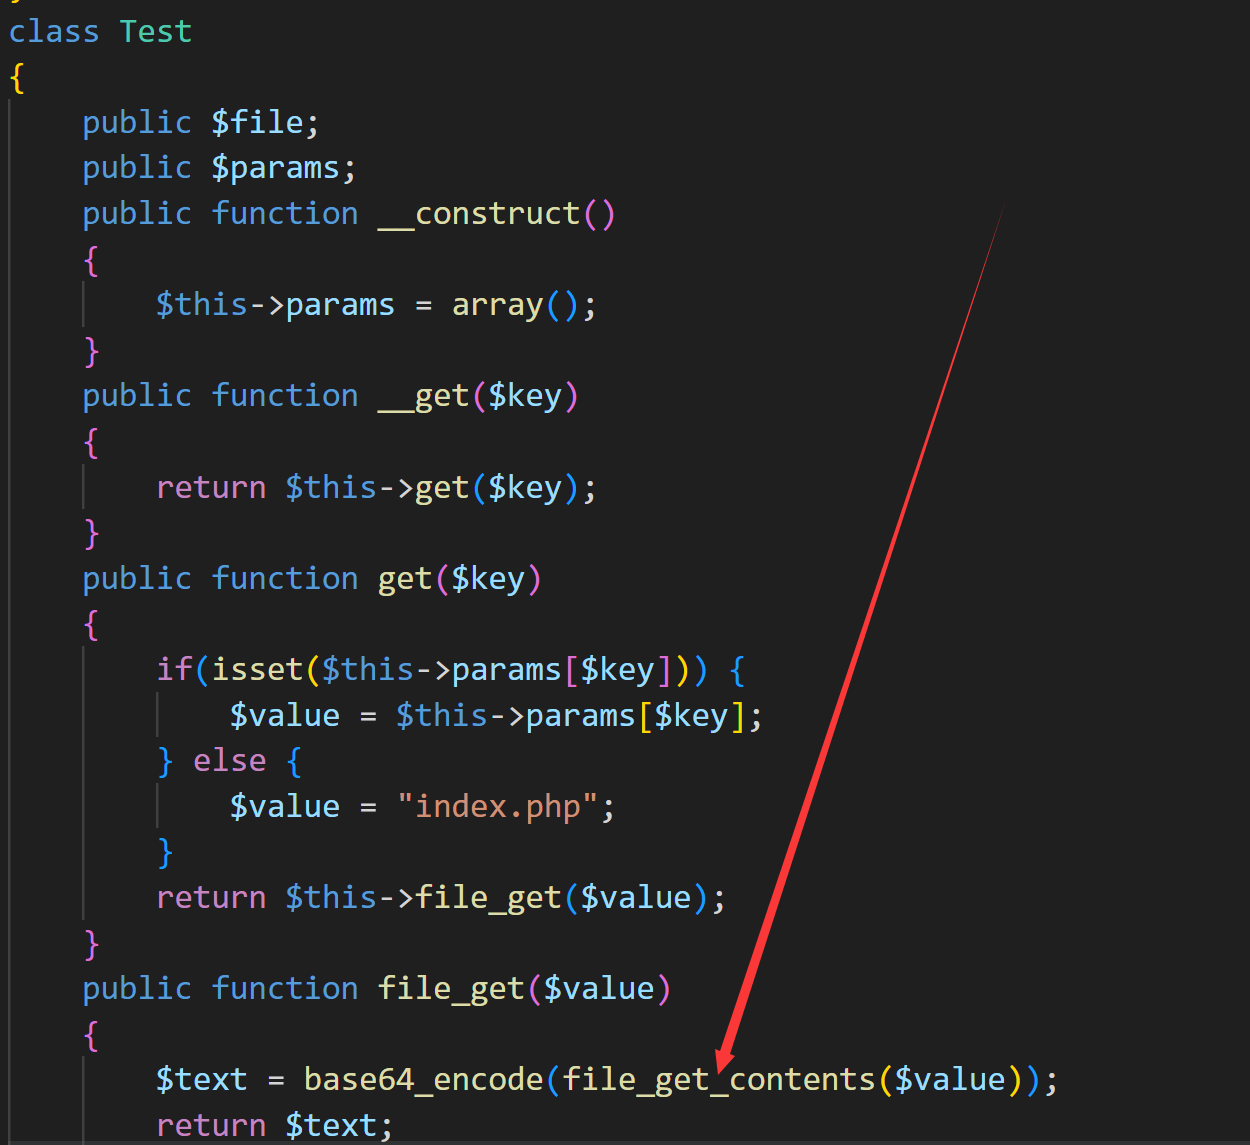 class Test
{
    public $file;
    public $params;
    public function __construct()
    {
        $this->params = array();
    }
    public function __get($key)
    {
        return $this->get($key);
    }
    public function get($key)
    {
        if(isset($this->params[$key])) {
            $value = $this->params[$key];
        } else {
            $value = "index.php";
        }
        return $this->file_get($value);
    }
    public function file_get($value)
    {
        $text = base64_encode(file_get_contents($value));
        return $text;